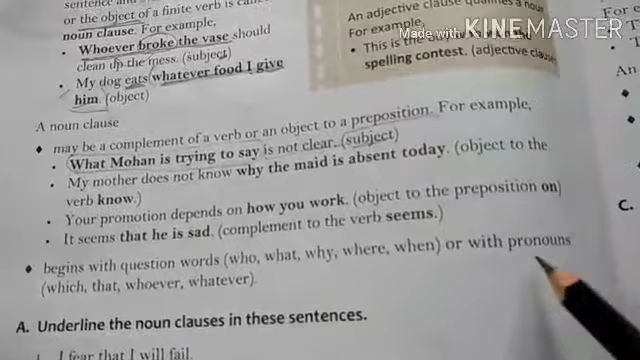 sentence and
or the object of a finite verb is
noun clause. For example,
• Whoever broke the vase should
clean up the mess. (subject)
• My dog eats whatever food I give
him. (object)
A noun clause
♦ may be a complement of a verb or an object to a preposition. For example,
• What Mohan is trying to say is not clear. (subject)
• My mother does not know why the maid is absent today. (object to the
verb know.)
• Your promotion depends on how you work. (object to the preposition on)
• It seems that he is sad. (complement to the verb seems.)
♦ begins with question words (who, what, why, where, when) or with pronouns
(which, that, whoever, whatever).
A. Underline the noun clauses in these sentences.
I fear that I will fail.
An adjective clause qualifies a noun
For example,
• This is the
spelling contest. (adjective clause
Made with KINEMASTER
For
An
C.